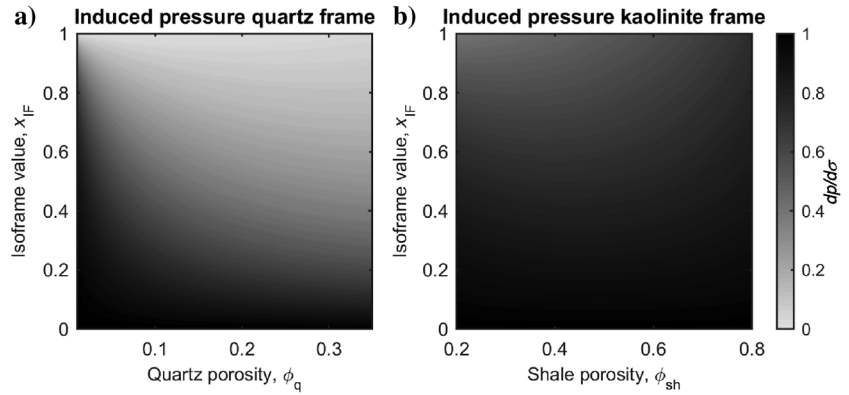 a) Induced pressure quartz frame
Isoframe value, x_IF
1
0.8
0.6
0.4
0.2
0
0.1 0.2 0.3
Quartz porosity, ϕ_q
b) Induced pressure kaolinite frame
Isoframe value, x_IF
1
0.8
0.6
0.4
0.2
0
0.2 0.4 0.6 0.8
Shale porosity, ϕ_sh
1
0.8
0.6
0.4
0.2
0
dp/dσ